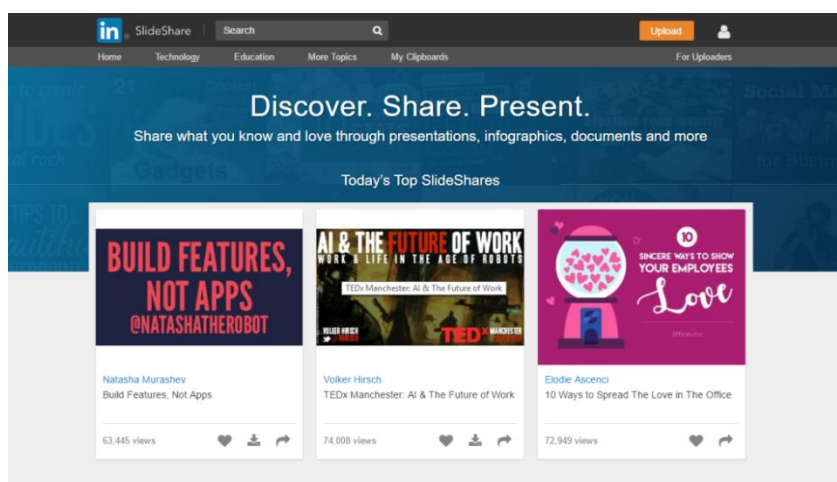 in SlideShare Search Upload
Home Technology Education More Topics My Clipboards For Uploaders
Discover. Share. Present.
Share what you know and love through presentations, infographics, documents and more
Today's Top SlideShares
BUILD FEATURES,
NOT APPS
@NATASHATHEROBOT
Natasha Murashev
Build Features, Not Apps
63,445 views
AI & THE FUTURE OF WORK
WORK & LIFE IN THE AGE OF ROBOTS
TEDx Manchester: AI & The Future of Work
VOLKER HIRSCH
TEDx MANCHESTER
Volker Hirsch
TEDx Manchester: AI & The Future of Work
74,008 views
10
SINCERE WAYS TO SHOW
YOUR EMPLOYEES
Love
Elodie Ascenci
10 Ways to Spread The Love in The Office
72,949 views